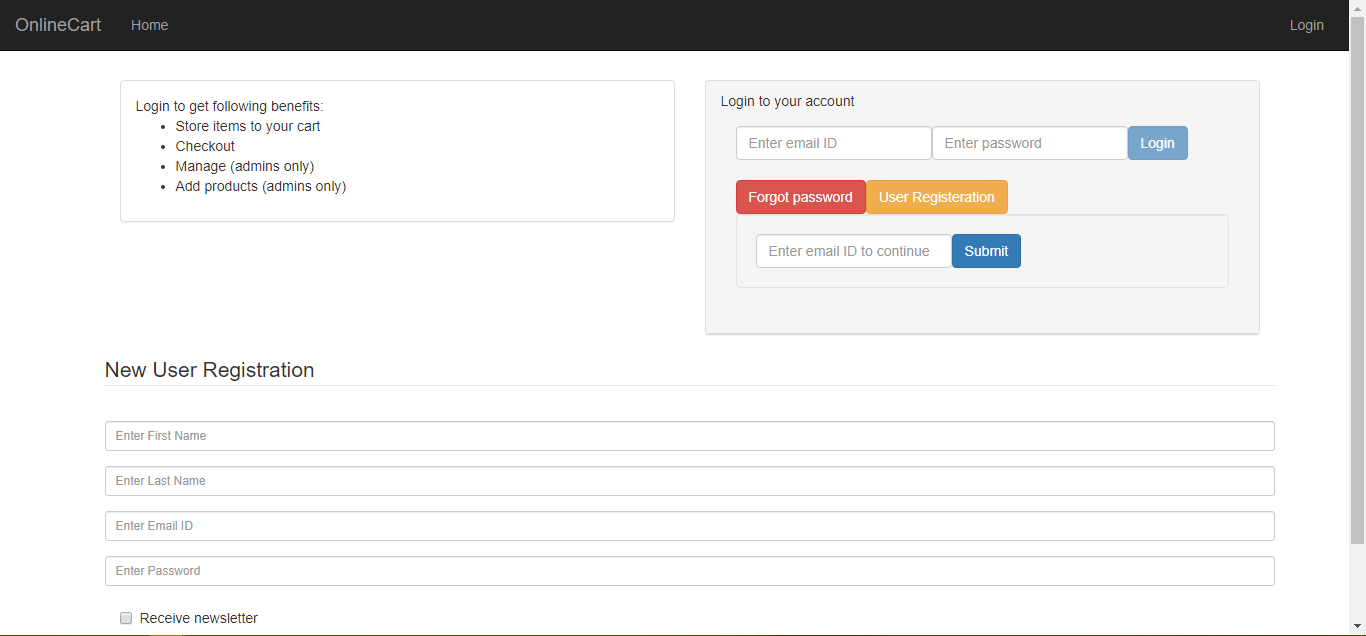 OnlineCart Home Login
Login to get following benefits:
Store items to your cart
Checkout
Manage (admins only)
Add products (admins only)
Login to your account
Enter email ID Enter password Login
Forgot password User Registeration
Enter email ID to continue Submit
New User Registration
Enter First Name
Enter Last Name
Enter Email ID
Enter Password
Receive newsletter